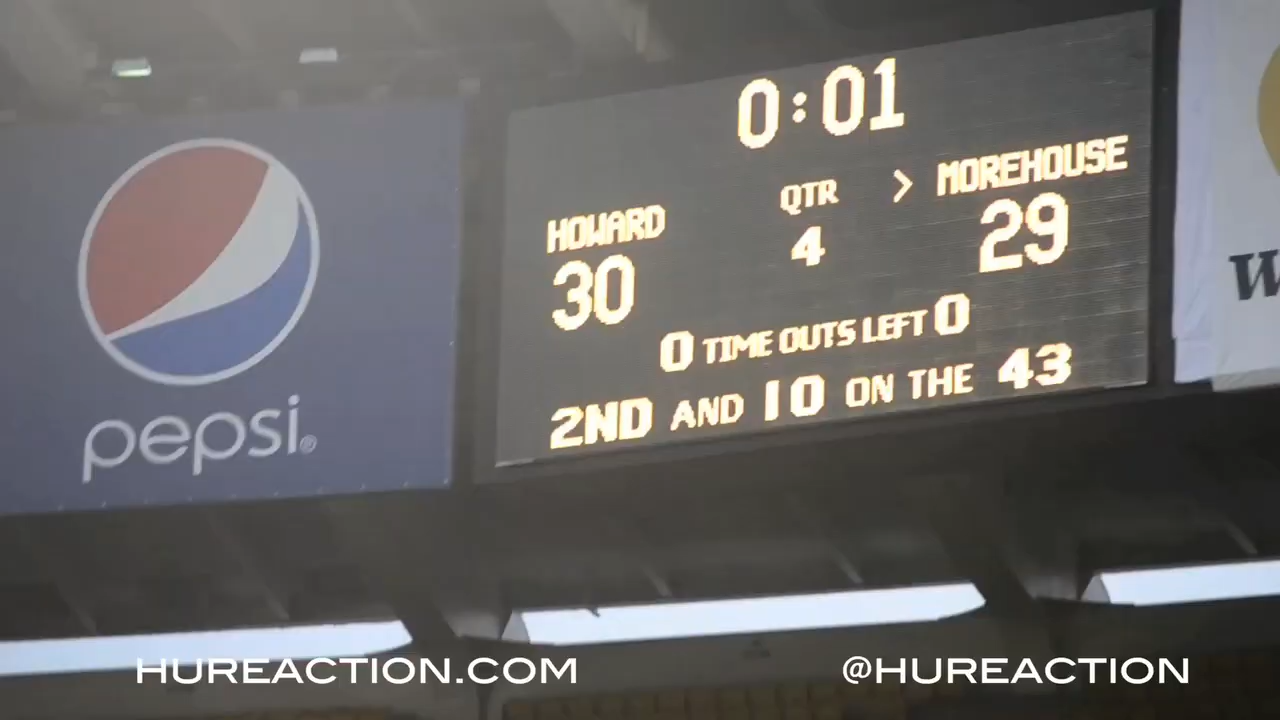 0:01
HOWARD QTR > MOREHOUSE
30 4 29
0 TIME OUTS LEFT 0
2ND AND 10 ON THE 43
pepsi®
HUREACTION.COM
@HUREACTION